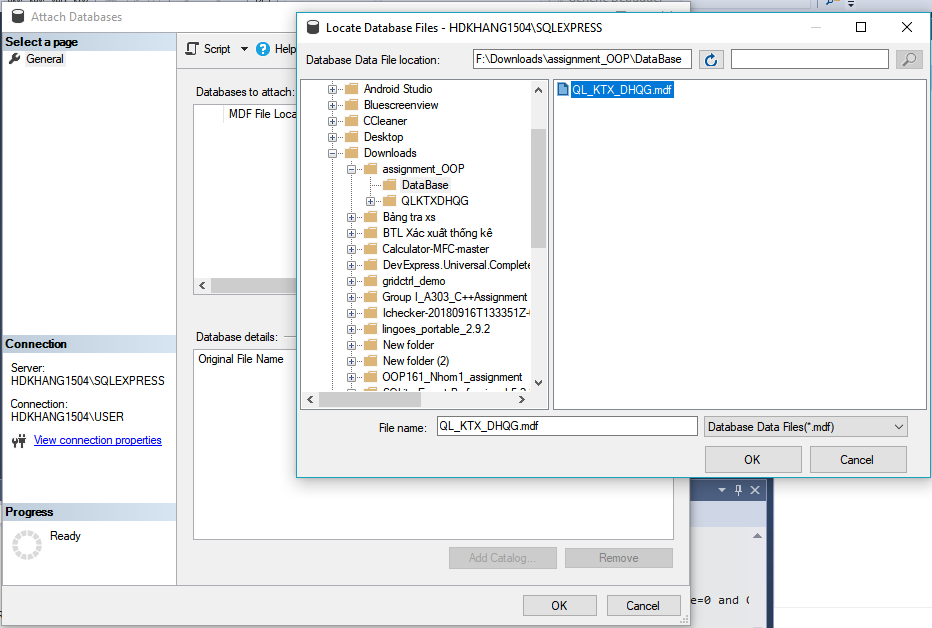 Attach Databases
Select a page
General
Script
Help
Databases to attach:
MDF File Loca
Database details:
Original File Name
Connection
Server:
HDKHANG1504\SQLEXPRESS
Connection:
HDKHANG1504\USER
View connection properties
Progress
Ready
Add Catalog...
Remove
OK
Cancel
Locate Database Files - HDKHANG1504\SQLEXPRESS
Database Data File location:
F:\Downloads\assignment_OOP\DataBase
Android Studio
Bluescreenview
CCleaner
Desktop
Downloads
assignment_OOP
DataBase
QLKTXDHQG
Bảng tra xs
BTL Xác xuất thống kê
Calculator-MFC-master
DevExpress.Universal.Complete
gridctrl_demo
Group I_A303_C++Assignment
Ichecker-20180916T133351Z-
lingoes_portable_2.9.2
New folder
New folder (2)
OOP161_Nhom1_assignment
QL_KTX_DHQG.mdf
File name:
QL_KTX_DHQG.mdf
Database Data Files(*.mdf)
OK
Cancel
e=0 and